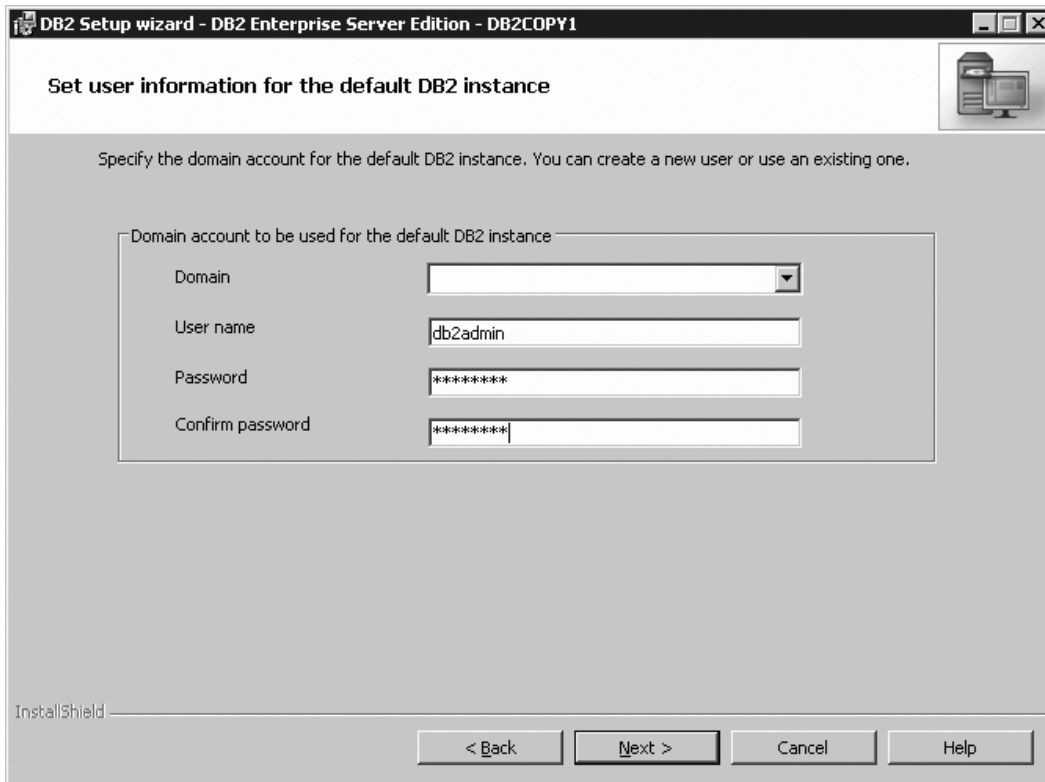 DB2 Setup wizard - DB2 Enterprise Server Edition - DB2COPY1
Set user information for the default DB2 instance
Specify the domain account for the default DB2 instance. You can create a new user or use an existing one.
Domain account to be used for the default DB2 instance
Domain
User name
db2admin
Password
********
Confirm password
********
InstallShield
< Back
Next >
Cancel
Help